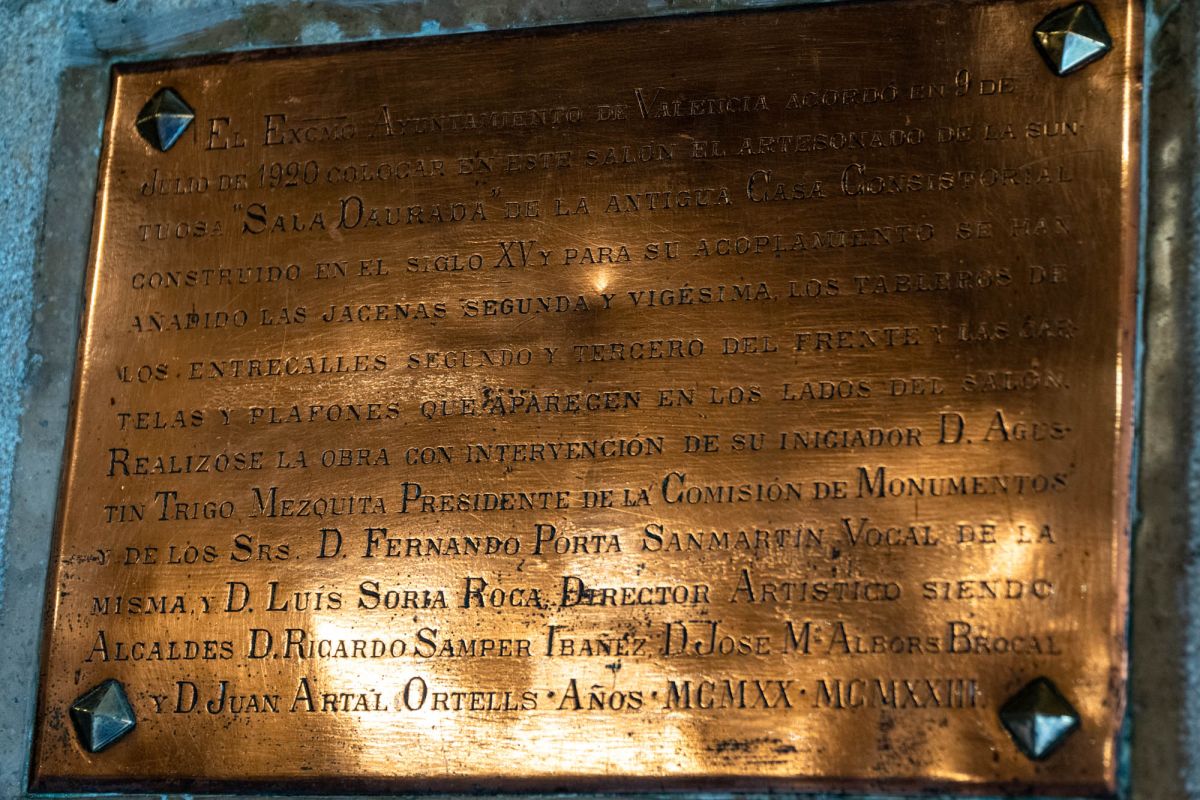 EL EXCMO AYUNTAMIENTO DE VALENCIA ACORDÓ EN 9 DE
JULIO DE 1920 COLOCAR EN ESTE SALÓN EL ARTESONADO DE LA SUN-
TUOSA "SALA DAURADA" DE LA ANTIGUA CASA CONSISTORIAL
CONSTRUIDO EN EL SIGLO XV Y PARA SU ACOPLAMIENTO SE HAN
AÑADIDO LAS JACENAS SEGUNDA Y VIGÉSIMA, LOS TABLEROS DE
LOS ENTRECALLES SEGUNDO Y TERCERO DEL FRENTE Y LAS CAR-
TELAS Y PLAFONES QUE APARECEN EN LOS LADOS DEL SALÓN.
REALIZÓSE LA OBRA CON INTERVENCIÓN DE SU INICIADOR D. AGUS-
TIN TRIGO MEZQUITA PRESIDENTE DE LA COMISIÓN DE MONUMENTOS
Y DE LOS SRS. D. FERNANDO PORTA SANMARTIN VOCAL DE LA
MISMA, Y D. LUÍS SORIA ROCA, DIRECTOR ARTISTICO SIENDO
ALCALDES D. RICARDO SAMPER IBAÑEZ, D. JOSE Mª ALBORS BROCAL
Y D. JUAN ARTAL ORTELLS · AÑOS · MCMXX · MCMXXIII.